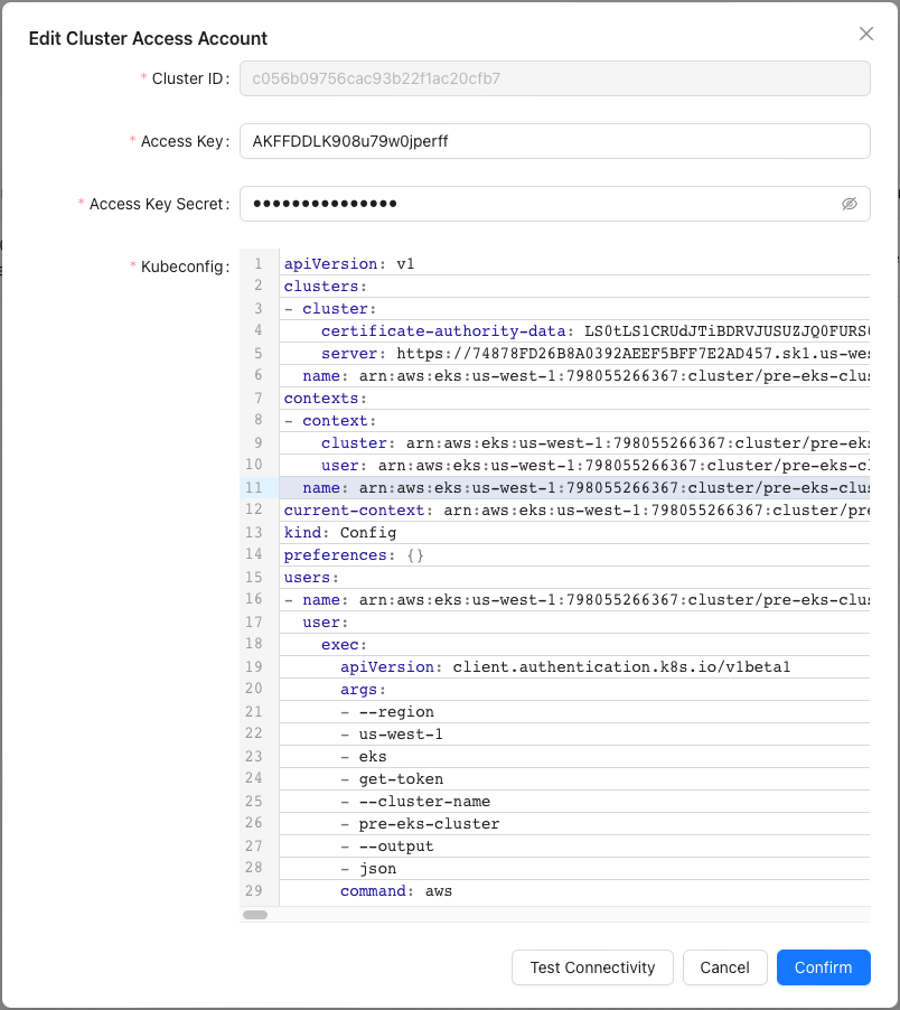 Edit Cluster Access Account
* Cluster ID: c056b09756cac93b22f1ac20cfb7
* Access Key: AKFFDDLK908u79w0jperff
* Access Key Secret: •••••••••••••••
* Kubeconfig:
1 apiVersion: v1
2 clusters:
3 - cluster:
4 certificate-authority-data: LS0tLS1CRUdJTiBDRVJUSUZJQ0FURS
5 server: https://74878FD26B8A0392AEEF5BFF7E2AD457.sk1.us-wes
6 name: arn:aws:eks:us-west-1:798055266367:cluster/pre-eks-clus
7 contexts:
8 - context:
9 cluster: arn:aws:eks:us-west-1:798055266367:cluster/pre-eks
10 user: arn:aws:eks:us-west-1:798055266367:cluster/pre-eks-cl
11 name: arn:aws:eks:us-west-1:798055266367:cluster/pre-eks-clus
12 current-context: arn:aws:eks:us-west-1:798055266367:cluster/pre
13 kind: Config
14 preferences: {}
15 users:
16 - name: arn:aws:eks:us-west-1:798055266367:cluster/pre-eks-clus
17 user:
18 exec:
19 apiVersion: client.authentication.k8s.io/v1beta1
20 args:
21 - --region
22 - us-west-1
23 - eks
24 - get-token
25 - --cluster-name
26 - pre-eks-cluster
27 - --output
28 - json
29 command: aws
Test Connectivity
Cancel
Confirm